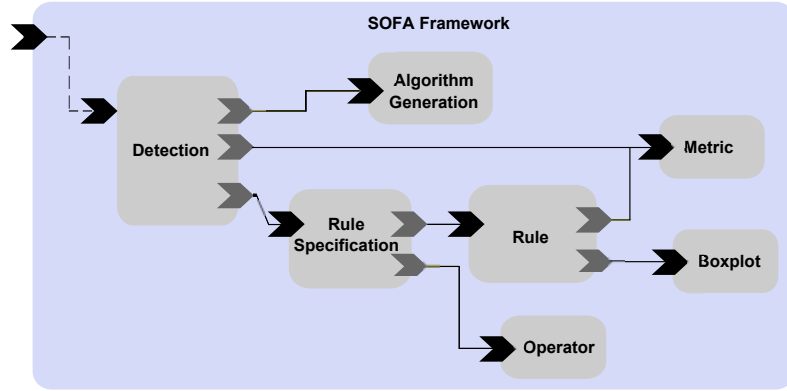 SOFA Framework
Algorithm
Generation
Detection
Metric
Rule
Specification
Rule
Boxplot
Operator